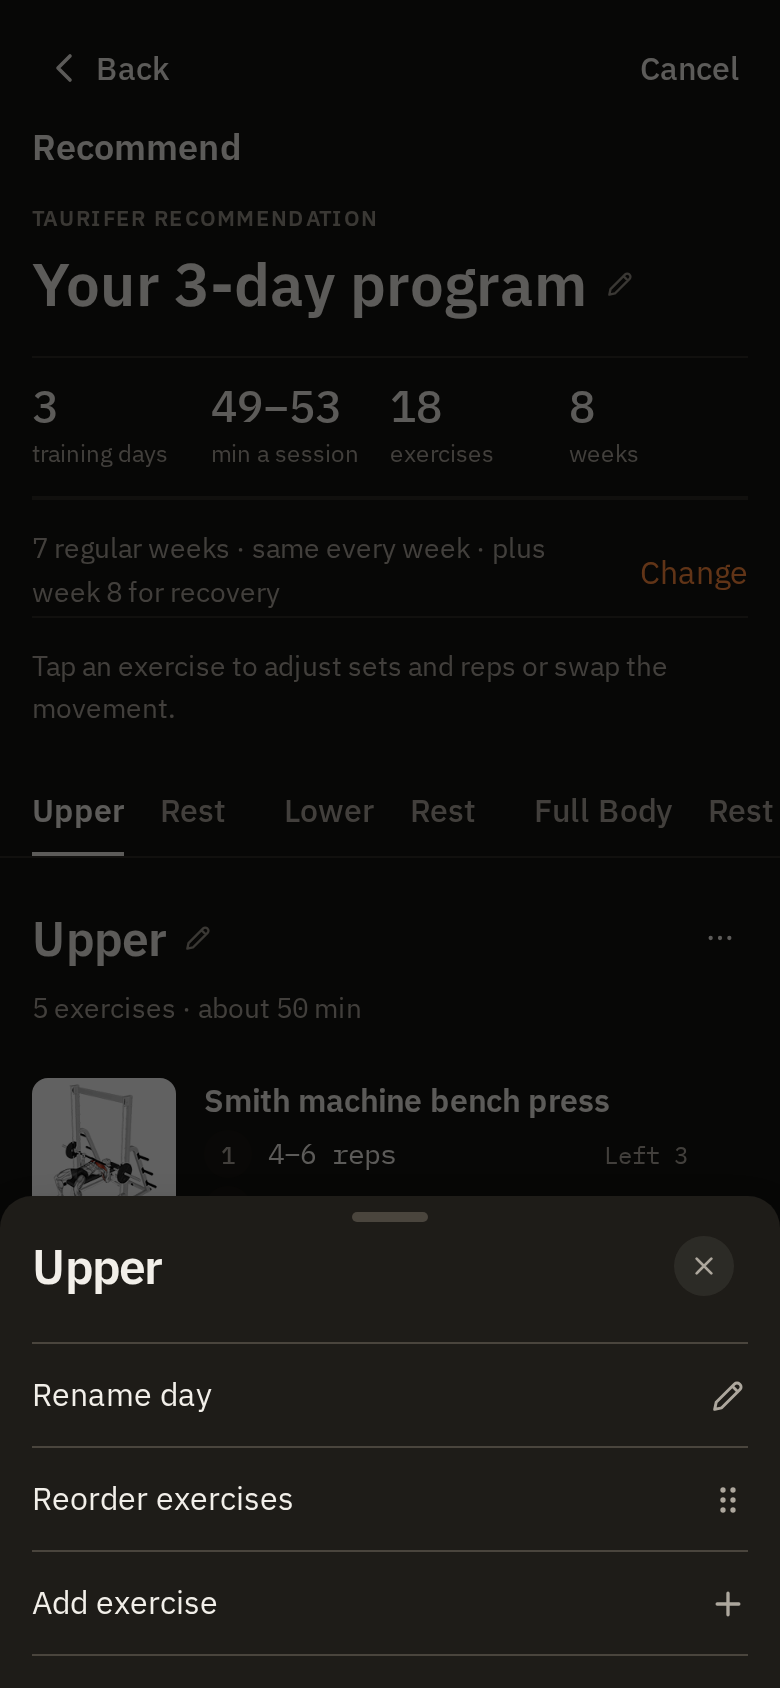 Back
Cancel
Recommend
TAURIFER RECOMMENDATION
Your 3-day program
3
49–53
18
8
training days
min a session
exercises
weeks
7 regular weeks · same every week · plus
week 8 for recovery
Change
Tap an exercise to adjust sets and reps or swap the
movement.
Upper
Rest
Lower
Rest
Full Body
Rest
Upper
...
5 exercises · about 50 min
Smith machine bench press
1
4–6 reps
Left 3
Upper
Rename day
Reorder exercises
Add exercise